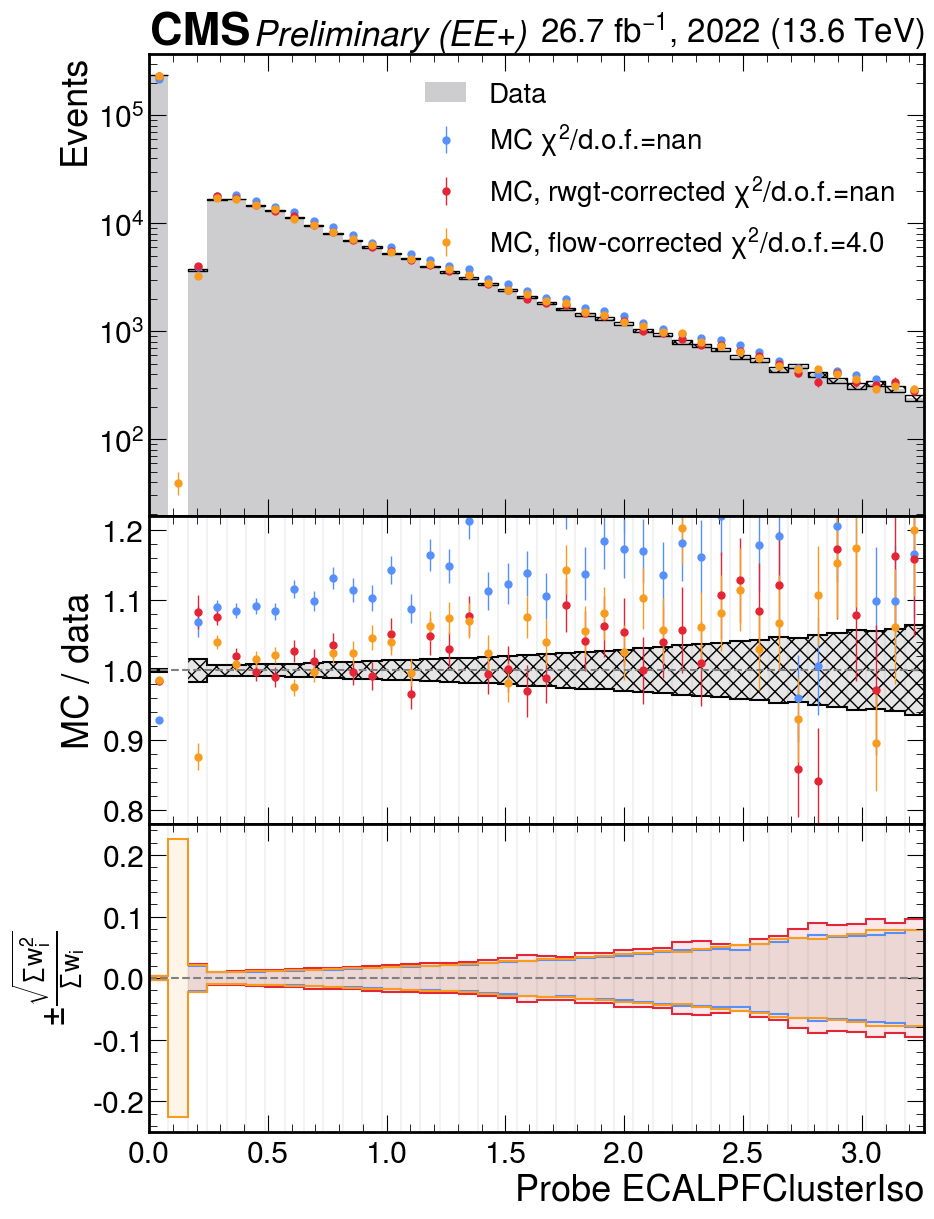 CMS Preliminary (EE+) 26.7 fb⁻¹, 2022 (13.6 TeV)
Events
Data
MC χ²/d.o.f.=nan
MC, rwgt-corrected χ²/d.o.f.=nan
MC, flow-corrected χ²/d.o.f.=4.0
10⁵
10⁴
10³
10²
MC / data
1.2
1.1
1.0
0.9
0.8
±√Σwᵢ² / Σwᵢ
0.2
0.1
0.0
-0.1
-0.2
0.0 0.5 1.0 1.5 2.0 2.5 3.0
Probe ECALPFClusterIso